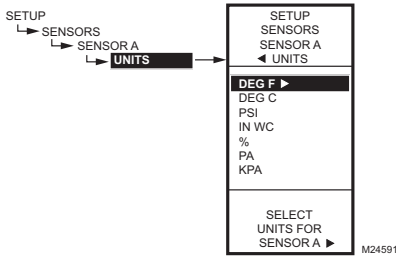 SETUP
SENSORS
SENSOR A
UNITS
SETUP
SENSORS
SENSOR A
◀ UNITS
DEG F ▶
DEG C
PSI
IN WC
%
PA
KPA
SELECT
UNITS FOR
SENSOR A ▶
M24591